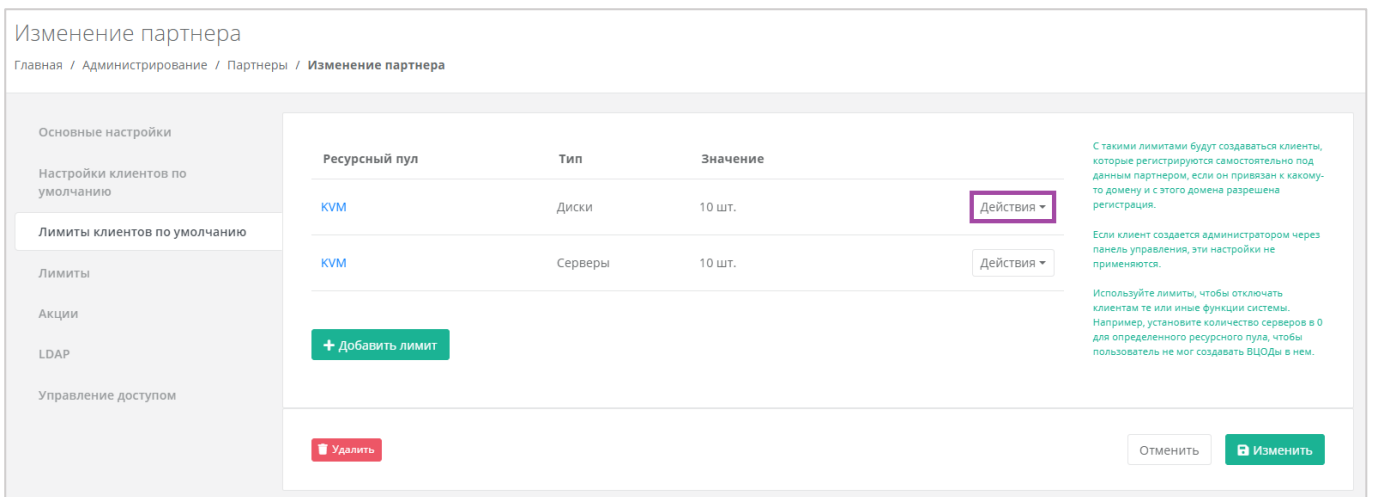 Изменение партнера
Главная / Администрирование / Партнеры / Изменение партнера
Основные настройки
Настройки клиентов по
умолчанию
Лимиты клиентов по умолчанию
Лимиты
Акции
LDAP
Управление доступом
Ресурсный пул Тип Значение
KVM Диски 10 шт. Действия
KVM Серверы 10 шт. Действия
+ Добавить лимит
С такими лимитами будут создаваться клиенты,
которые регистрируются самостоятельно под
данным партнером, если он привязан к какому-
то домену и с этого домена разрешена
регистрация.
Если клиент создается администратором через
панель управления, эти настройки не
применяются.
Используйте лимиты, чтобы отключать
клиентам те или иные функции системы.
Например, установите количество серверов в 0
для определенного ресурсного пула, чтобы
пользователь не мог создавать ВЦОДы в нем.
Удалить
Отменить
Изменить